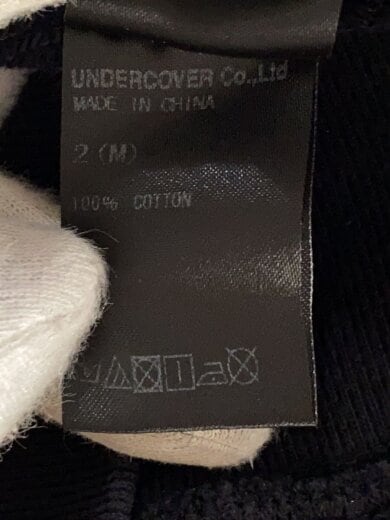 UNDERCOVER Co.,Ltd
MADE IN CHINA
2 (M)
100% COTTON